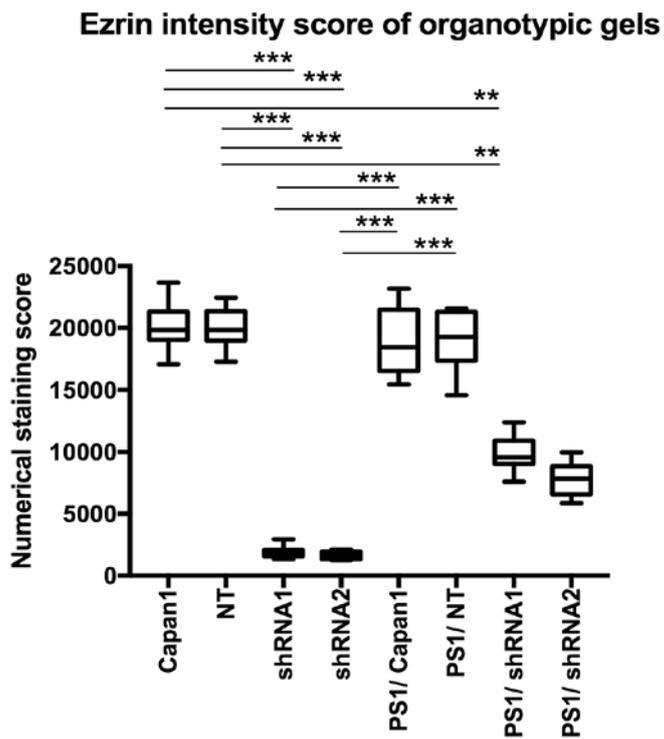 Ezrin intensity score of organotypic gels
***
***
**
***
***
**
***
***
***
***
Numerical staining score
25000
20000
15000
10000
5000
0
Capan1
NT
shRNA1
shRNA2
PS1/ Capan1
PS1/ NT
PS1/ shRNA1
PS1/ shRNA2